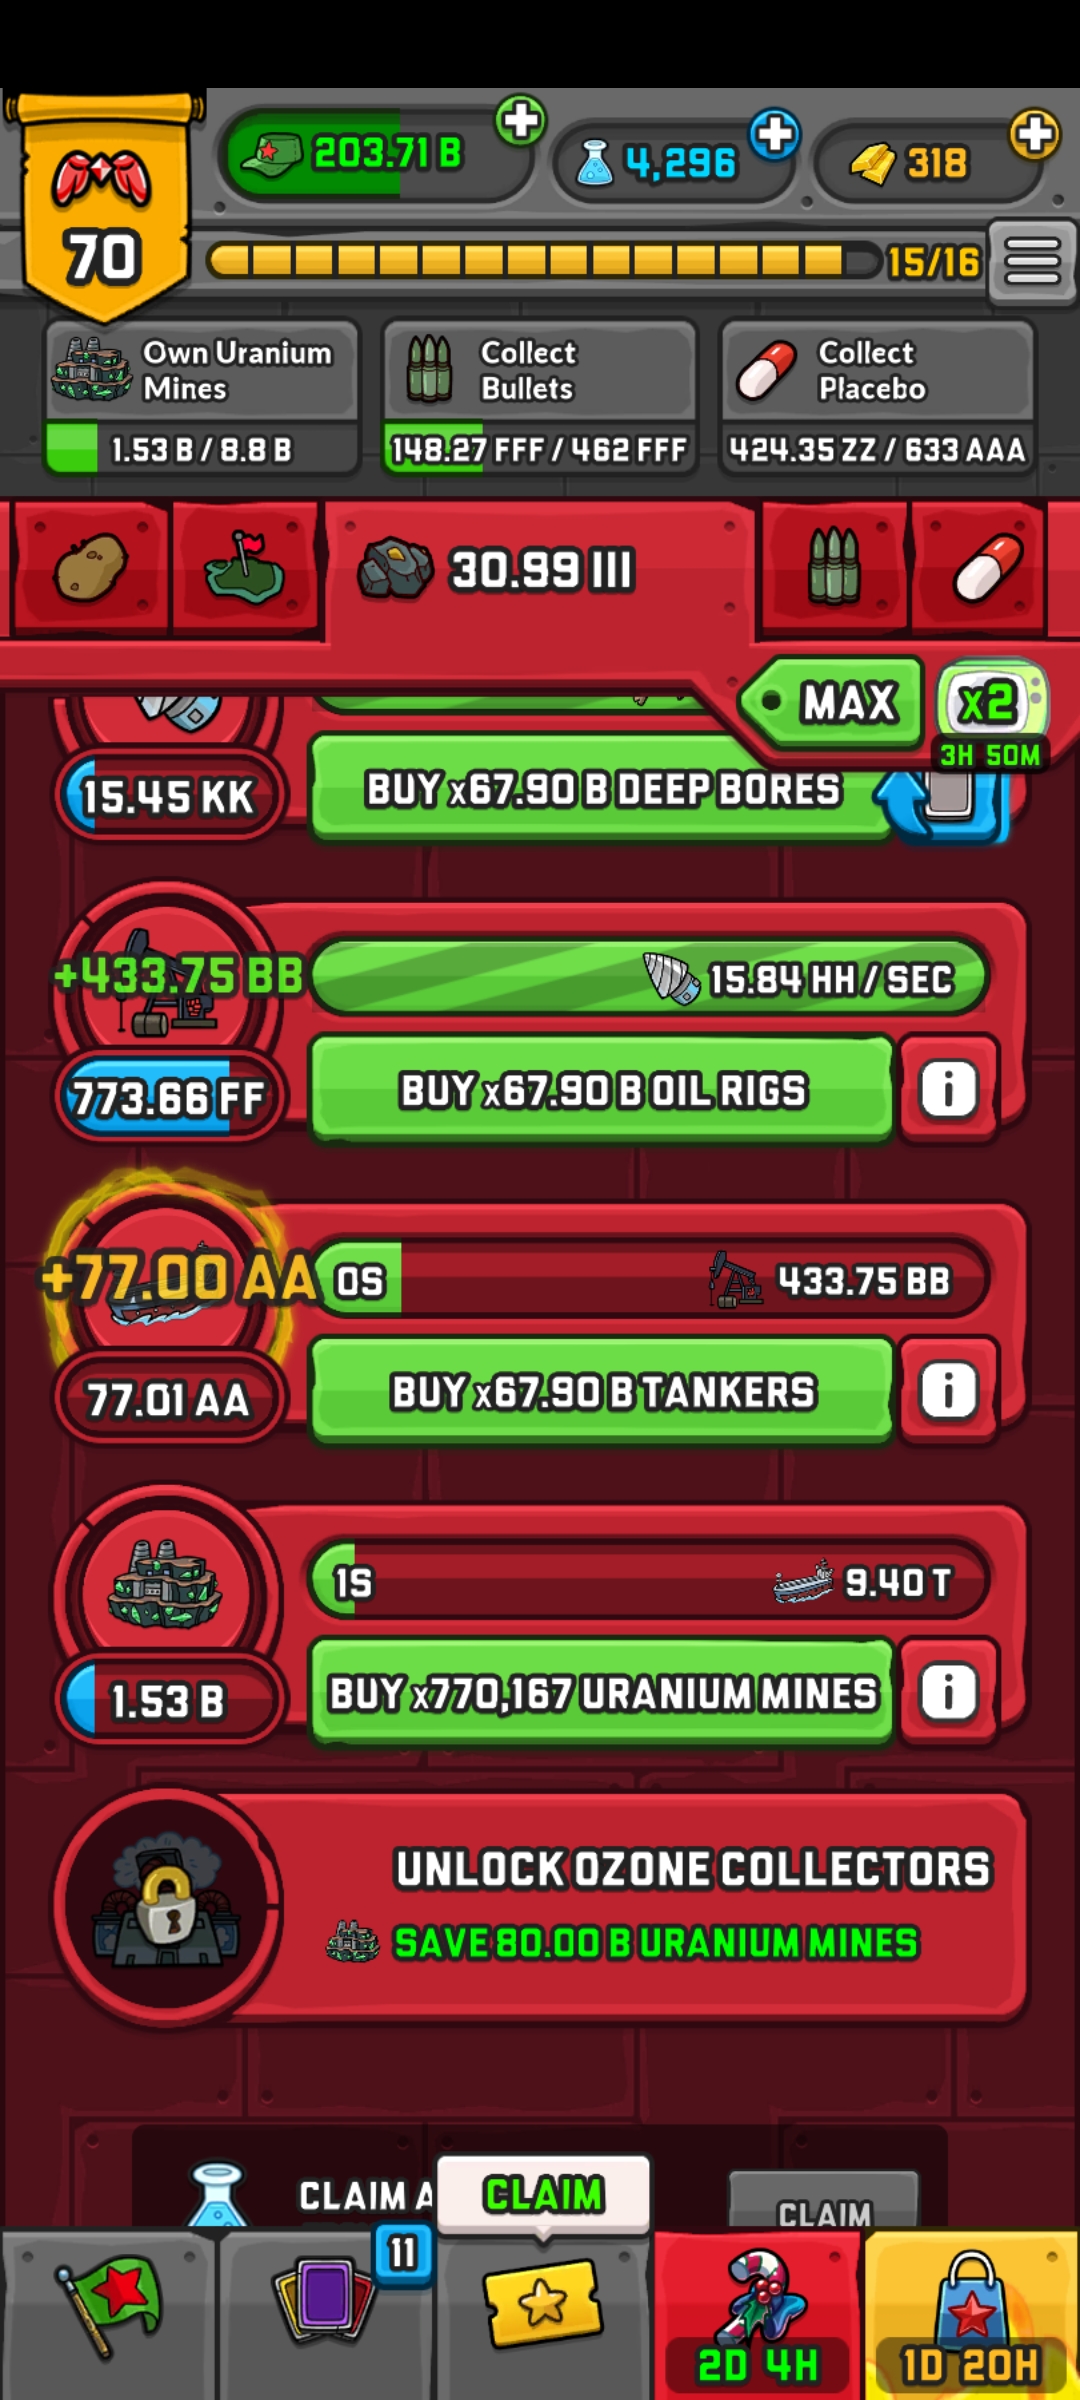 70
203.71 B
4,296
318
15/16
Own Uranium
Mines
1.53 B / 8.8 B
Collect
Bullets
148.27 FFF / 462 FFF
Collect
Placebo
424.35 ZZ / 633 AAA
30.99 III
MAX
x2
3H 50M
15.45 KK
BUY x67.90 B DEEP BORES
+433.75 BB
15.84 HH / SEC
773.66 FF
BUY x67.90 B OIL RIGS
i
+77.00 AA
0S
433.75 BB
77.01 AA
BUY x67.90 B TANKERS
i
1S
9.40 T
1.53 B
BUY x770,167 URANIUM MINES
i
UNLOCK OZONE COLLECTORS
SAVE 80.00 B URANIUM MINES
CLAIM A
CLAIM
CLAIM
11
2D 4H
1D 20H